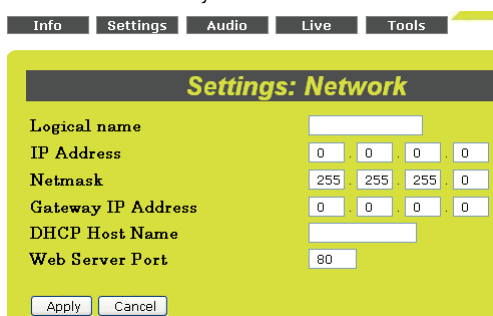 Info Settings Audio Live Tools
Settings: Network
Logical name
IP Address 0 . 0 . 0 . 0
Netmask 255 . 255 . 255 . 0
Gateway IP Address 0 . 0 . 0 . 0
DHCP Host Name
Web Server Port 80
Apply Cancel